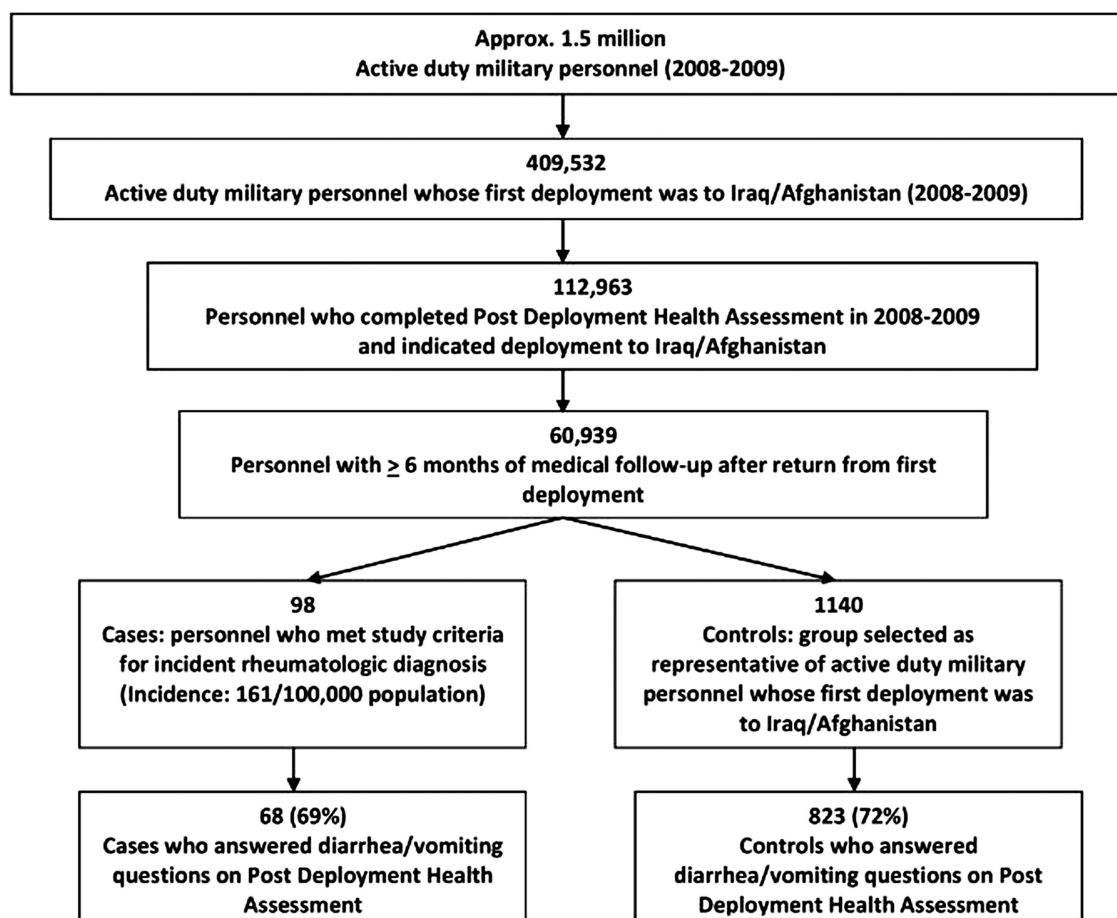 Approx. 1.5 million
Active duty military personnel (2008-2009)
409,532
Active duty military personnel whose first deployment was to Iraq/Afghanistan (2008-2009)
112,963
Personnel who completed Post Deployment Health Assessment in 2008-2009
and indicated deployment to Iraq/Afghanistan
60,939
Personnel with ≥ 6 months of medical follow-up after return from first
deployment
98
Cases: personnel who met study criteria
for incident rheumatologic diagnosis
(Incidence: 161/100,000 population)
1140
Controls: group selected as
representative of active duty military
personnel whose first deployment was
to Iraq/Afghanistan
68 (69%)
Cases who answered diarrhea/vomiting
questions on Post Deployment Health
Assessment
823 (72%)
Controls who answered
diarrhea/vomiting questions on Post
Deployment Health Assessment